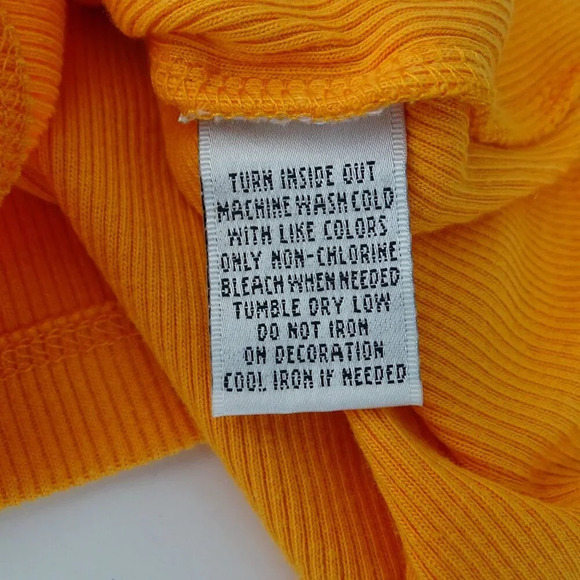 TURN INSIDE OUT
MACHINE WASH COLD
WITH LIKE COLORS
ONLY NON-CHLORINE
BLEACH WHEN NEEDED
TUMBLE DRY LOW
DO NOT IRON
ON DECORATION
COOL IRON IF NEEDED